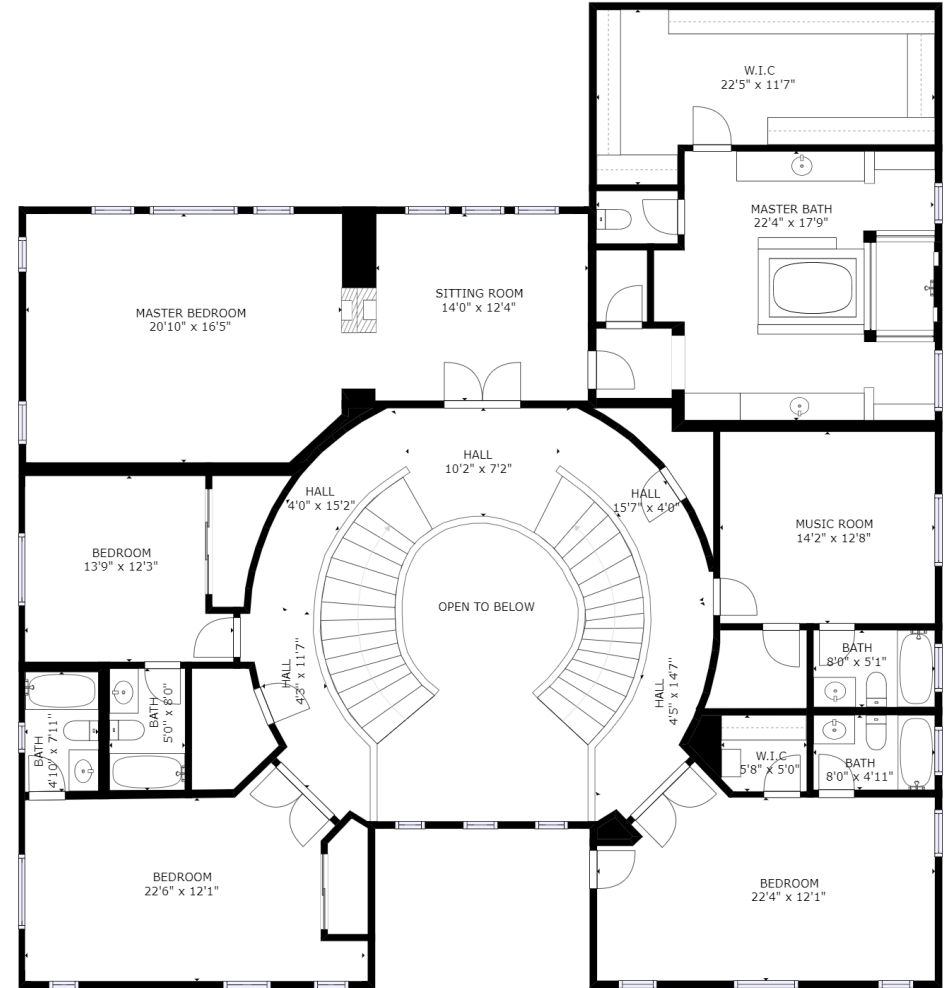 W.I.C
22'5" x 11'7"
MASTER BATH
22'4" x 17'9"
MASTER BEDROOM
20'10" x 16'5"
SITTING ROOM
14'0" x 12'4"
HALL
10'2" x 7'2"
HALL
4'0" x 15'2"
HALL
15'7" x 4'0"
MUSIC ROOM
14'2" x 12'8"
BEDROOM
13'9" x 12'3"
OPEN TO BELOW
HALL
4'3" x 11'7"
HALL
4'5" x 14'7"
BATH
8'0" x 5'1"
BATH
4'10" x 7'11"
BATH
5'0" x 8'0"
W.I.C
5'8" x 5'0"
BATH
8'0" x 4'11"
BEDROOM
22'6" x 12'1"
BEDROOM
22'4" x 12'1"